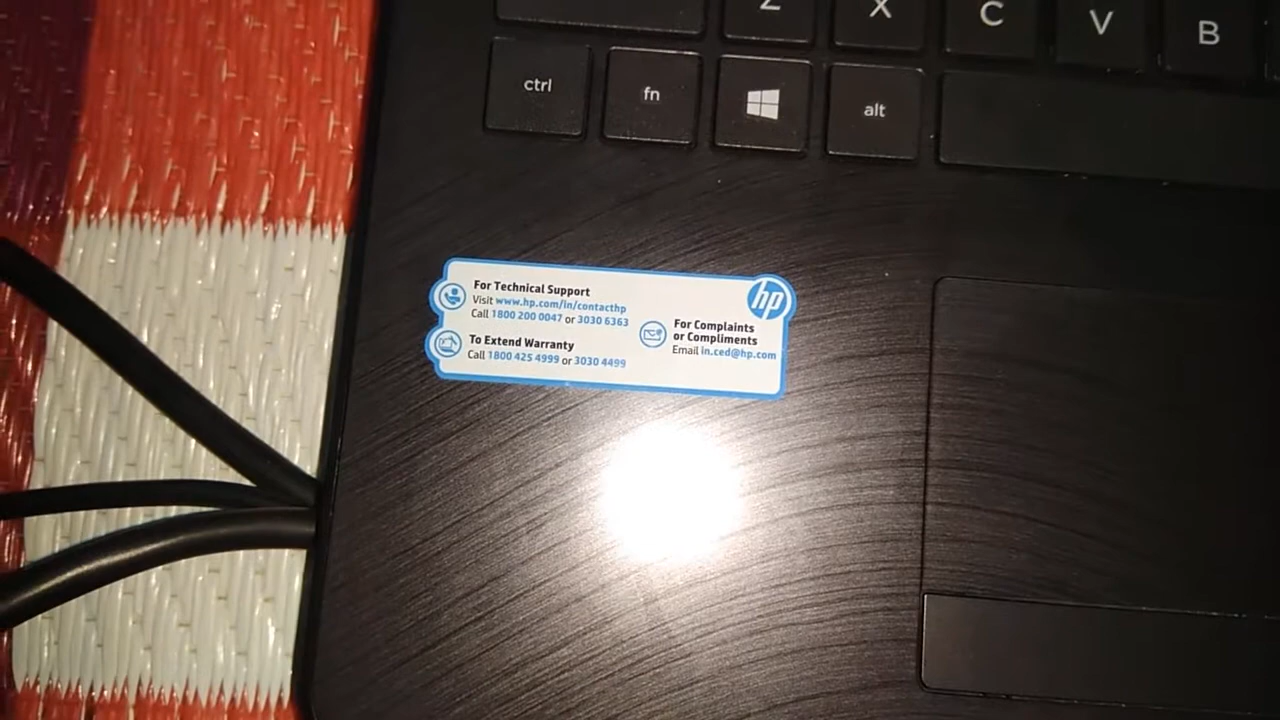 Z X C V B
ctrl fn alt
hp
For Technical Support
Visit www.hp.com/in/contacthp
Call 1800 200 0047 or 3030 6363
To Extend Warranty
Call 1800 425 4999 or 3030 4499
For Complaints
or Compliments
Email in.ced@hp.com